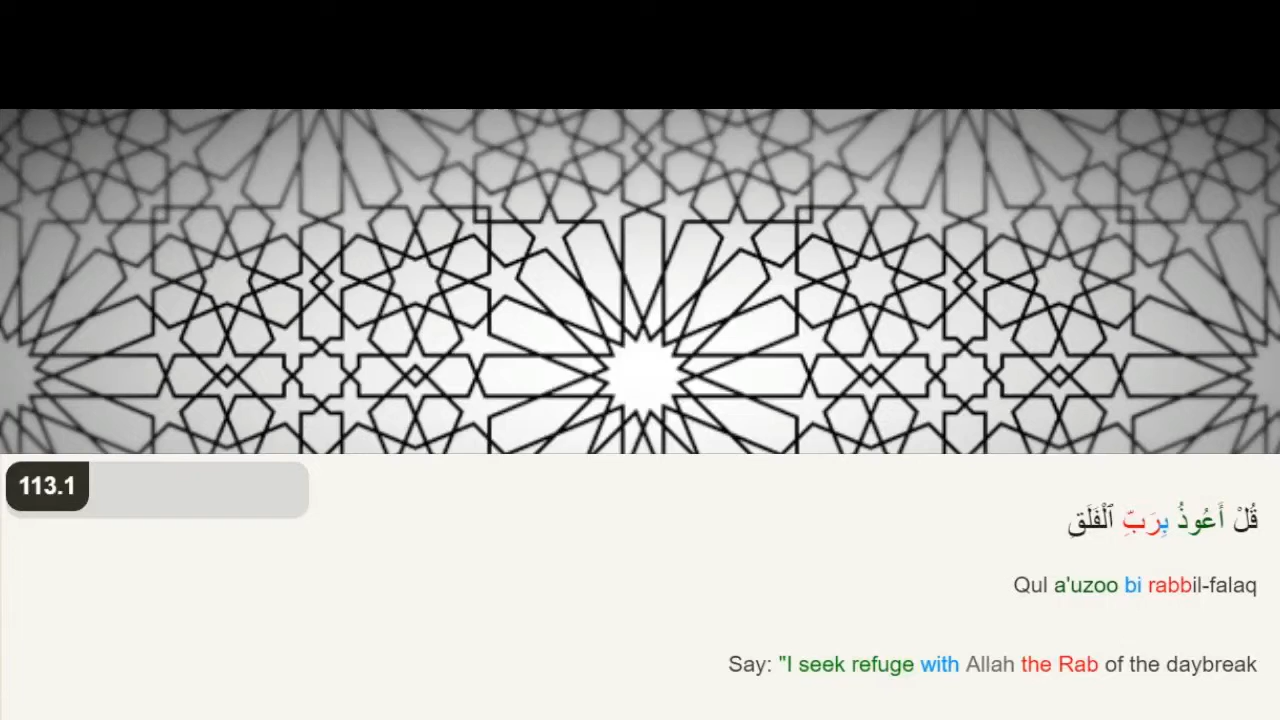 113.1
قُلْ أَعُوذُ بِرَبِّ ٱلْفَلَقِ
Qul a'uzoo bi rabbil-falaq
Say: "I seek refuge with Allah the Rab of the daybreak